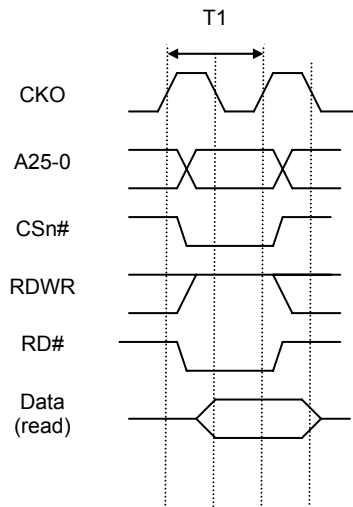 T1
CKO
A25-0
CSn#
RDWR
RD#
Data
(read)